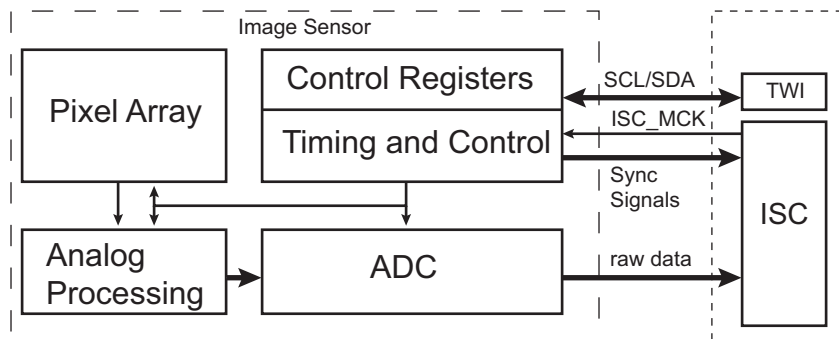 Image Sensor
Pixel Array
Control Registers
Timing and Control
SCL/SDA
TWI
ISC_MCK
Sync
Signals
ISC
Analog
Processing
ADC
raw data